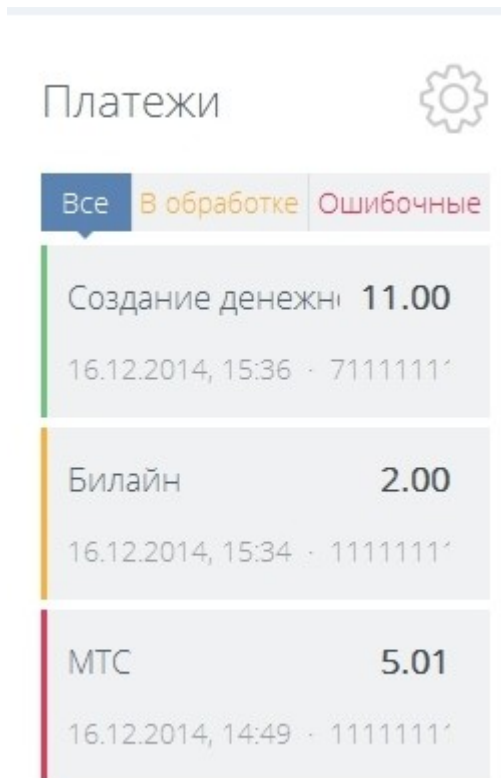 Платежи
Все В обработке Ошибочные
Создание денежн 11.00
16.12.2014, 15:36 · 7111111
Билайн 2.00
16.12.2014, 15:34 · 1111111
МТС 5.01
16.12.2014, 14:49 · 1111111